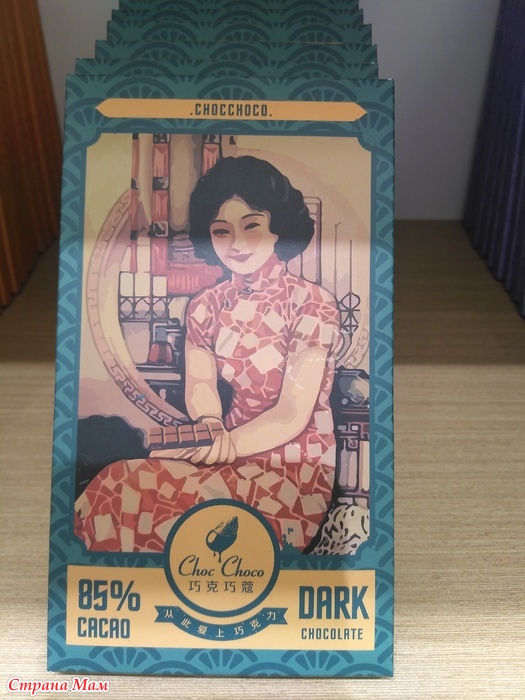 .CHOCCHOCO.
Choc Choco
巧克巧蔻
85%
CACAO
从此爱上巧克力
DARK
CHOCOLATE
Страна Мам